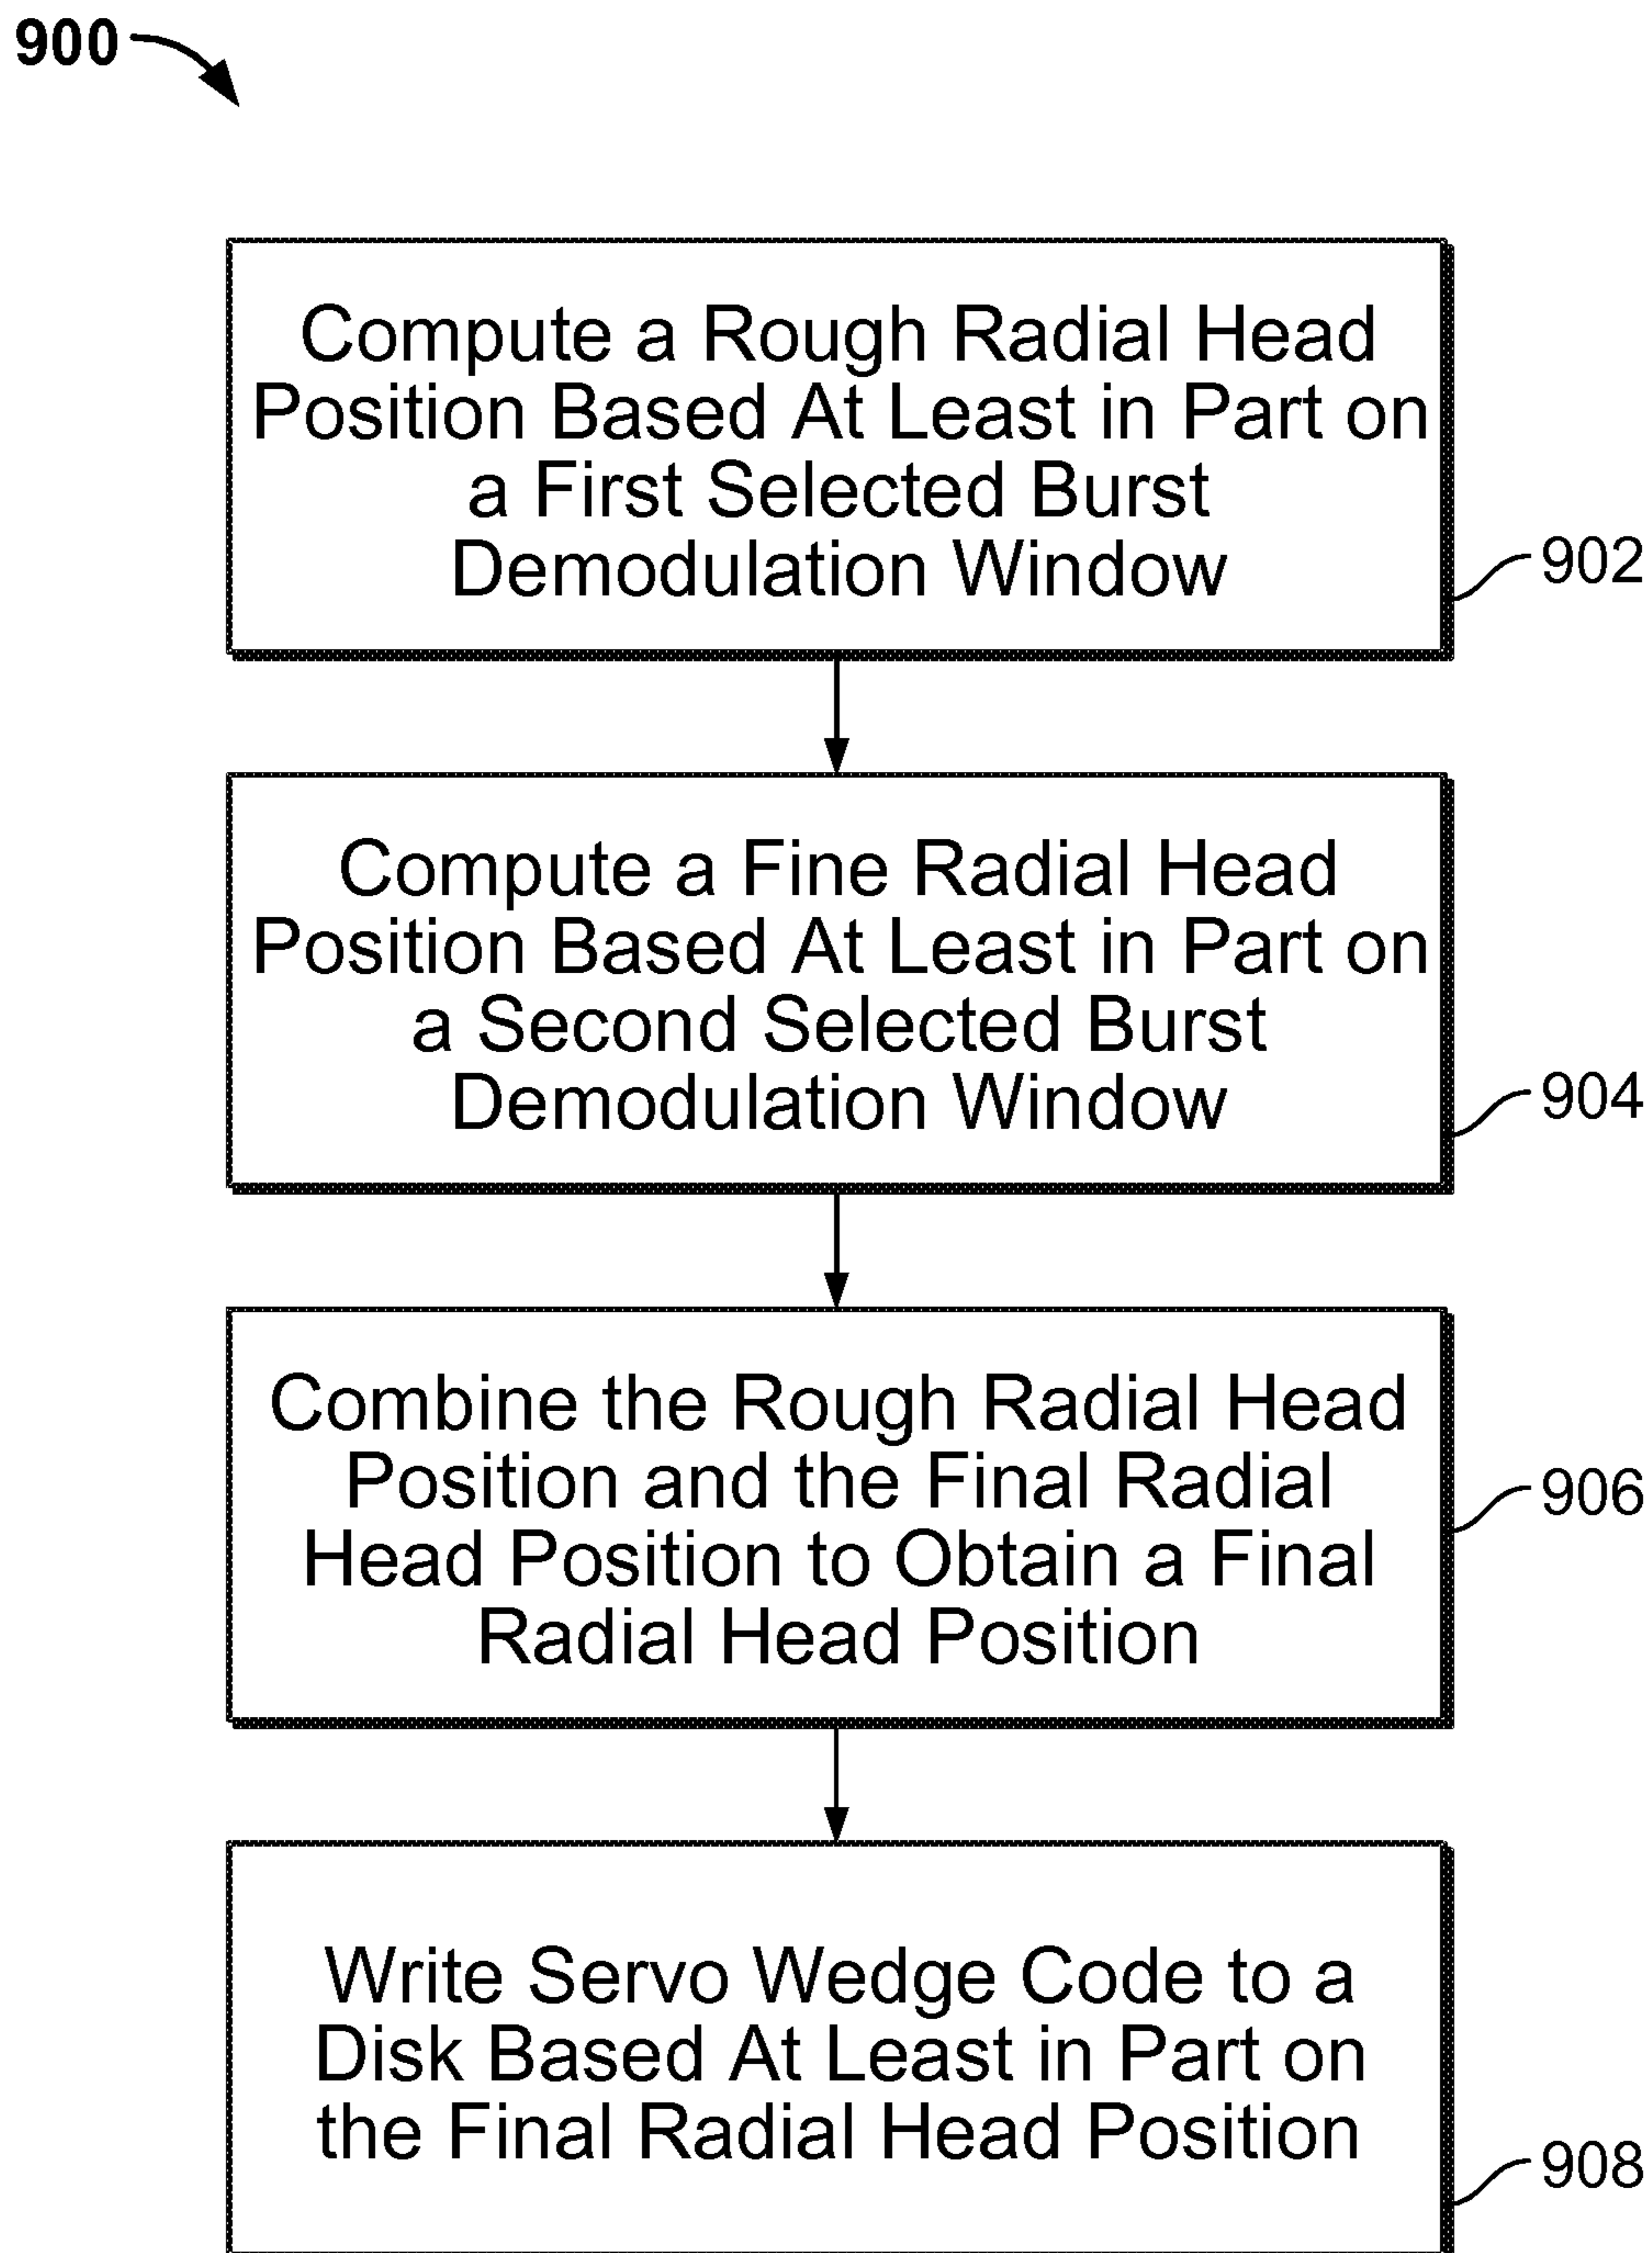 900
Compute a Rough Radial Head
Position Based At Least in Part on
a First Selected Burst
Demodulation Window
902
Compute a Fine Radial Head
Position Based At Least in Part on
a Second Selected Burst
Demodulation Window
904
Combine the Rough Radial Head
Position and the Final Radial
Head Position to Obtain a Final
Radial Head Position
906
Write Servo Wedge Code to a
Disk Based At Least in Part on
the Final Radial Head Position
908